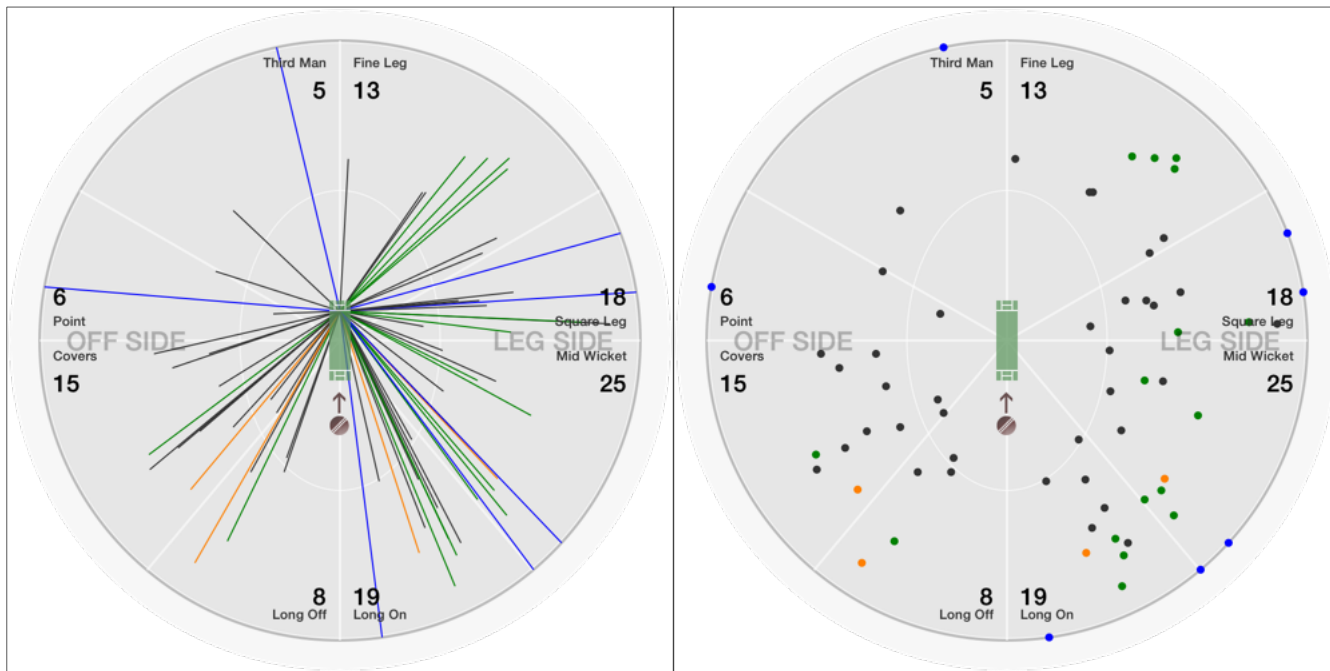 Third Man Fine Leg
5 13
6 18
Point Square Leg
OFF SIDE LEG SIDE
Covers Mid Wicket
15 25
8 19
Long Off Long On
Third Man Fine Leg
5 13
6 18
Point Square Leg
OFF SIDE LEG SIDE
Covers Mid Wicket
15 25
8 19
Long Off Long On